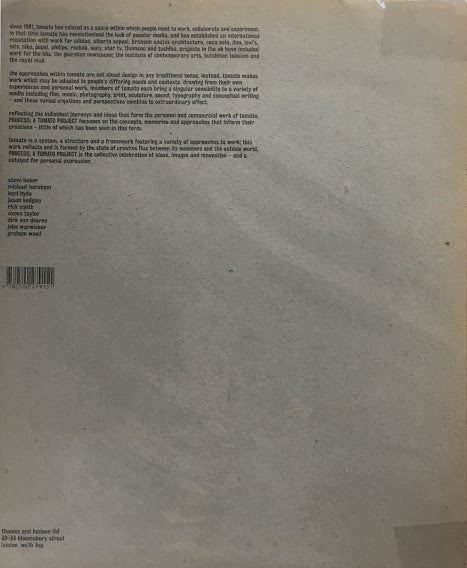 since 1991, tomato has existed as a space within which people meet to work, collaborate and experiment.
in that time tomato has revolutionised the look of popular media, and has established an international
reputation with work for adidas, alberto aspesi, branson coates architecture, coca cola, ibm, levi's,
mtv, nike, pepsi, philips, reebok, sony, star tv, thomson and toshiba. projects in the uk have included
work for the bbc, the guardian newspaper, the institute of contemporary arts, hutchison telecom and
the royal mail.
the approaches within tomato are not about design in any traditional sense. instead, tomato makes
work which may be adapted to people's differing needs and contexts. drawing from their own
experiences and personal work, members of tomato each bring a singular sensibility to a variety of
media including film, music, photography, print, sculpture, sound, typography and conceptual writing
- and these varied creations and perspectives combine to extraordinary effect.
reflecting the individual journeys and ideas that form the personal and commercial work of tomato,
PROCESS; A TOMATO PROJECT focusses on the concepts, memories and approaches that inform their
creations - little of which has been seen in this form.
tomato is a system, a structure and a framework fostering a variety of approaches to work; this
work reflects and is formed by the state of creative flux between its members and the outside world.
PROCESS; A TOMATO PROJECT is the collective celebration of ideas, images and innovation - and a
catalyst for personal expression.
steve baker
michael horsham
karl hyde
jason kedgley
rick smith
simon taylor
dirk van dooren
john warwicker
graham wood
thames and hudson ltd
30-34 bloomsbury street
london wc1b 3qp